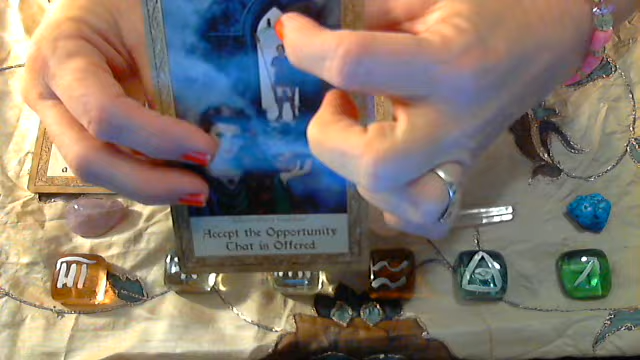 Accept the Opportunity
That is Offered.
a